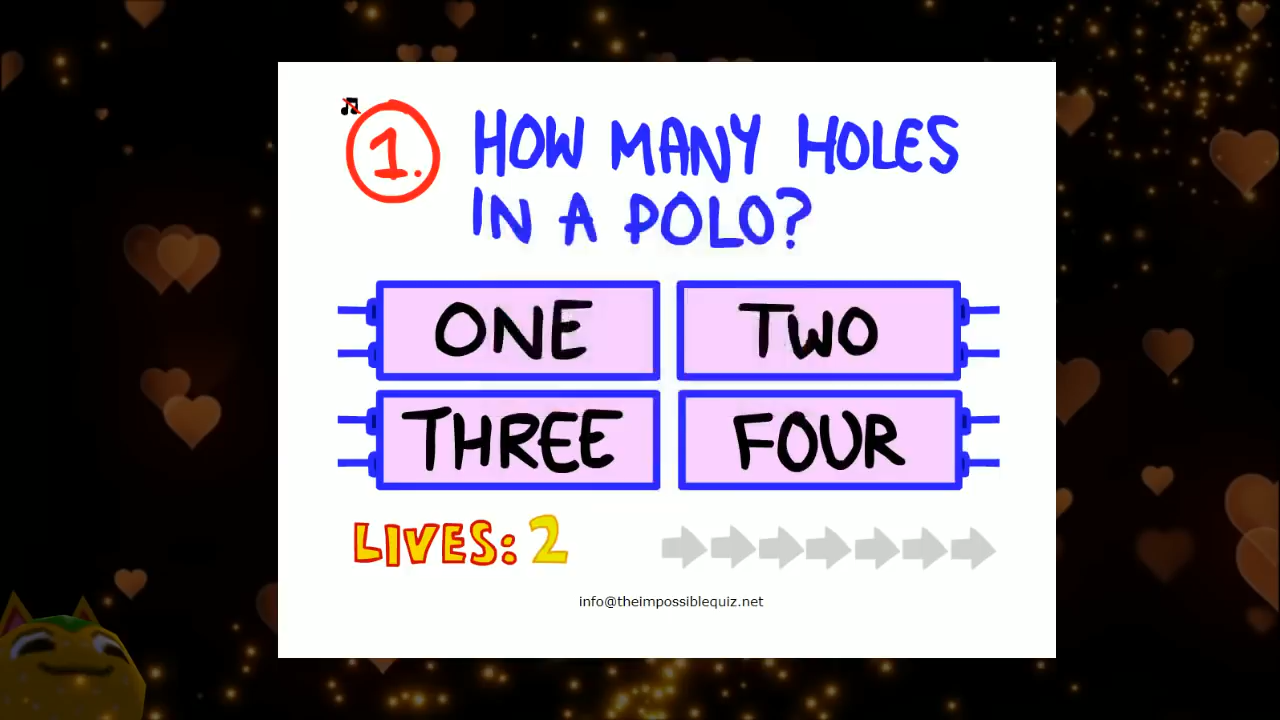 1. HOW MANY HOLES
IN A POLO?
ONE
TWO
THREE
FOUR
LIVES: 2
info@theimpossiblequiz.net